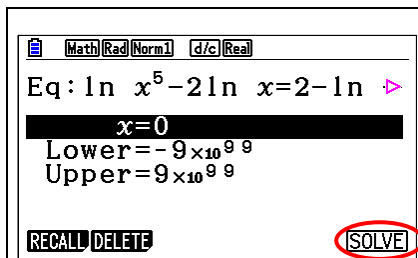 Math Rad Norm1 d/c Real
Eq:ln x⁵-2ln x=2-ln
x=0
Lower=-9×10⁹⁹
Upper=9×10⁹⁹
RECALL DELETE SOLVE